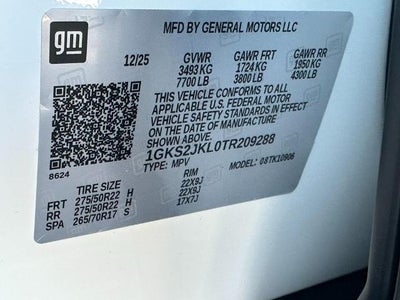 gm
MFD BY GENERAL MOTORS LLC
12/25 GVWR GAWR FRT GAWR RR
3493 KG 1724 KG 1950 KG
7700 LB 3800 LB 4300 LB
THIS VEHICLE CONFORMS TO ALL
APPLICABLE U.S. FEDERAL MOTOR
VEHICLE SAFETY STANDARDS IN EFFECT
ON THE DATE OF MANUFACTURE SHOWN ABOVE
1GKS2JKL0TR209288
8624
TYPE: MPV MODEL: 08TK10906
TIRE SIZE RIM
FRT 275/50R22 H 22X9J
RR 275/50R22 H 22X9J
SPA 265/70R17 S 17X7J